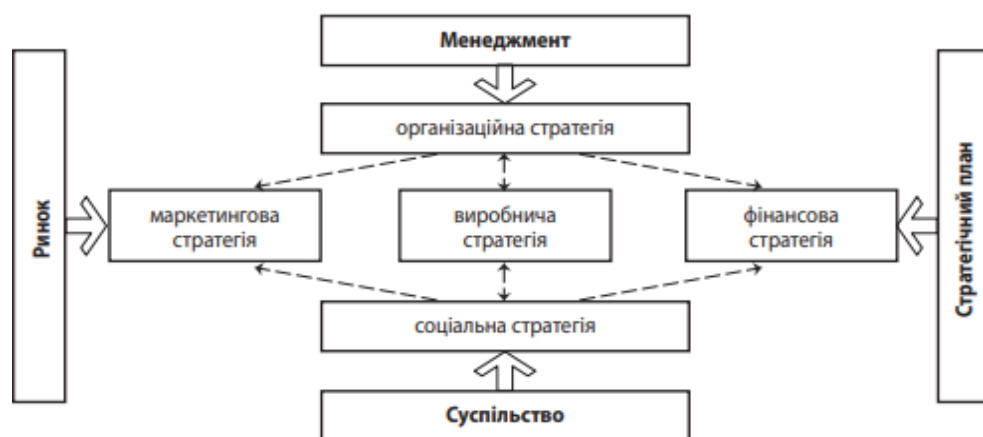 Менеджмент
організаційна стратегія
Ринок
маркетингова
стратегія
виробнича
стратегія
фінансова
стратегія
Стратегічний план
соціальна стратегія
Суспільство